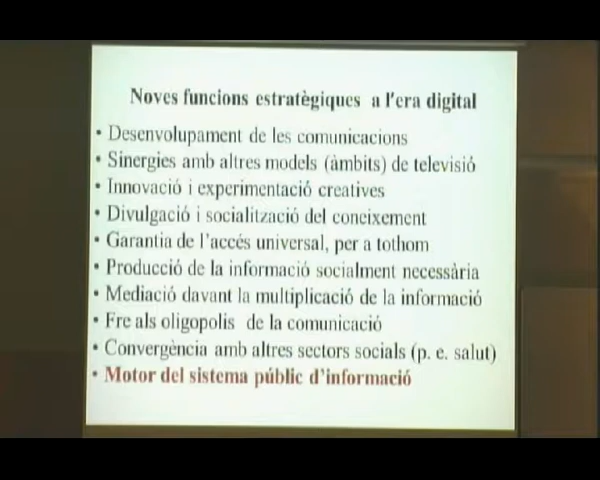 Noves funcions estratègiques a l'era digital
• Desenvolupament de les comunicacions
• Sinergies amb altres models (àmbits) de televisió
• Innovació i experimentació creatives
• Divulgació i socialització del coneixement
• Garantia de l'accés universal, per a tothom
• Producció de la informació socialment necessària
• Mediació davant la multiplicació de la informació
• Fre als oligopolis de la comunicació
• Convergència amb altres sectors socials (p. e. salut)
• Motor del sistema públic d'informació